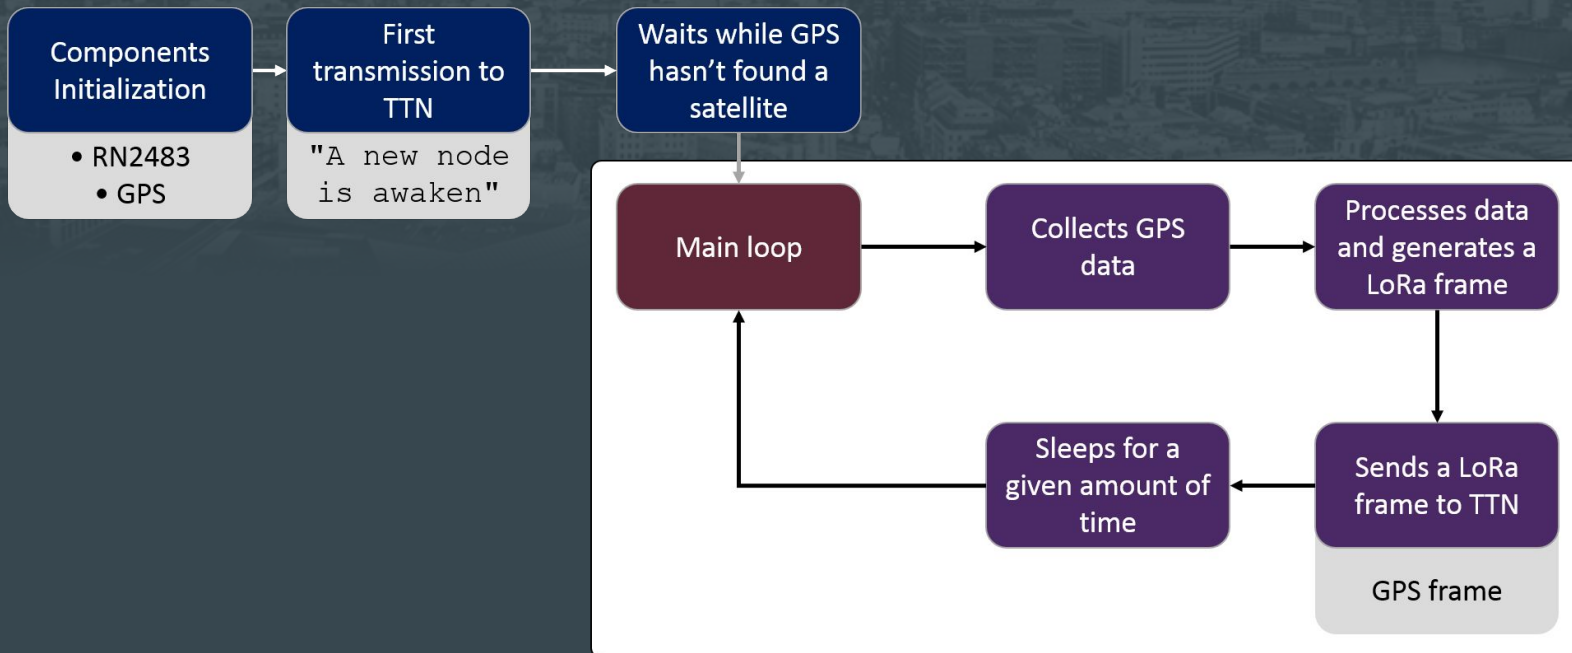 Components
Initialization
• RN2483
• GPS
First
transmission to
TTN
"A new node
is awaken"
Waits while GPS
hasn't found a
satellite
Main loop
Collects GPS
data
Processes data
and generates a
LoRa frame
Sends a LoRa
frame to TTN
GPS frame
Sleeps for a
given amount of
time